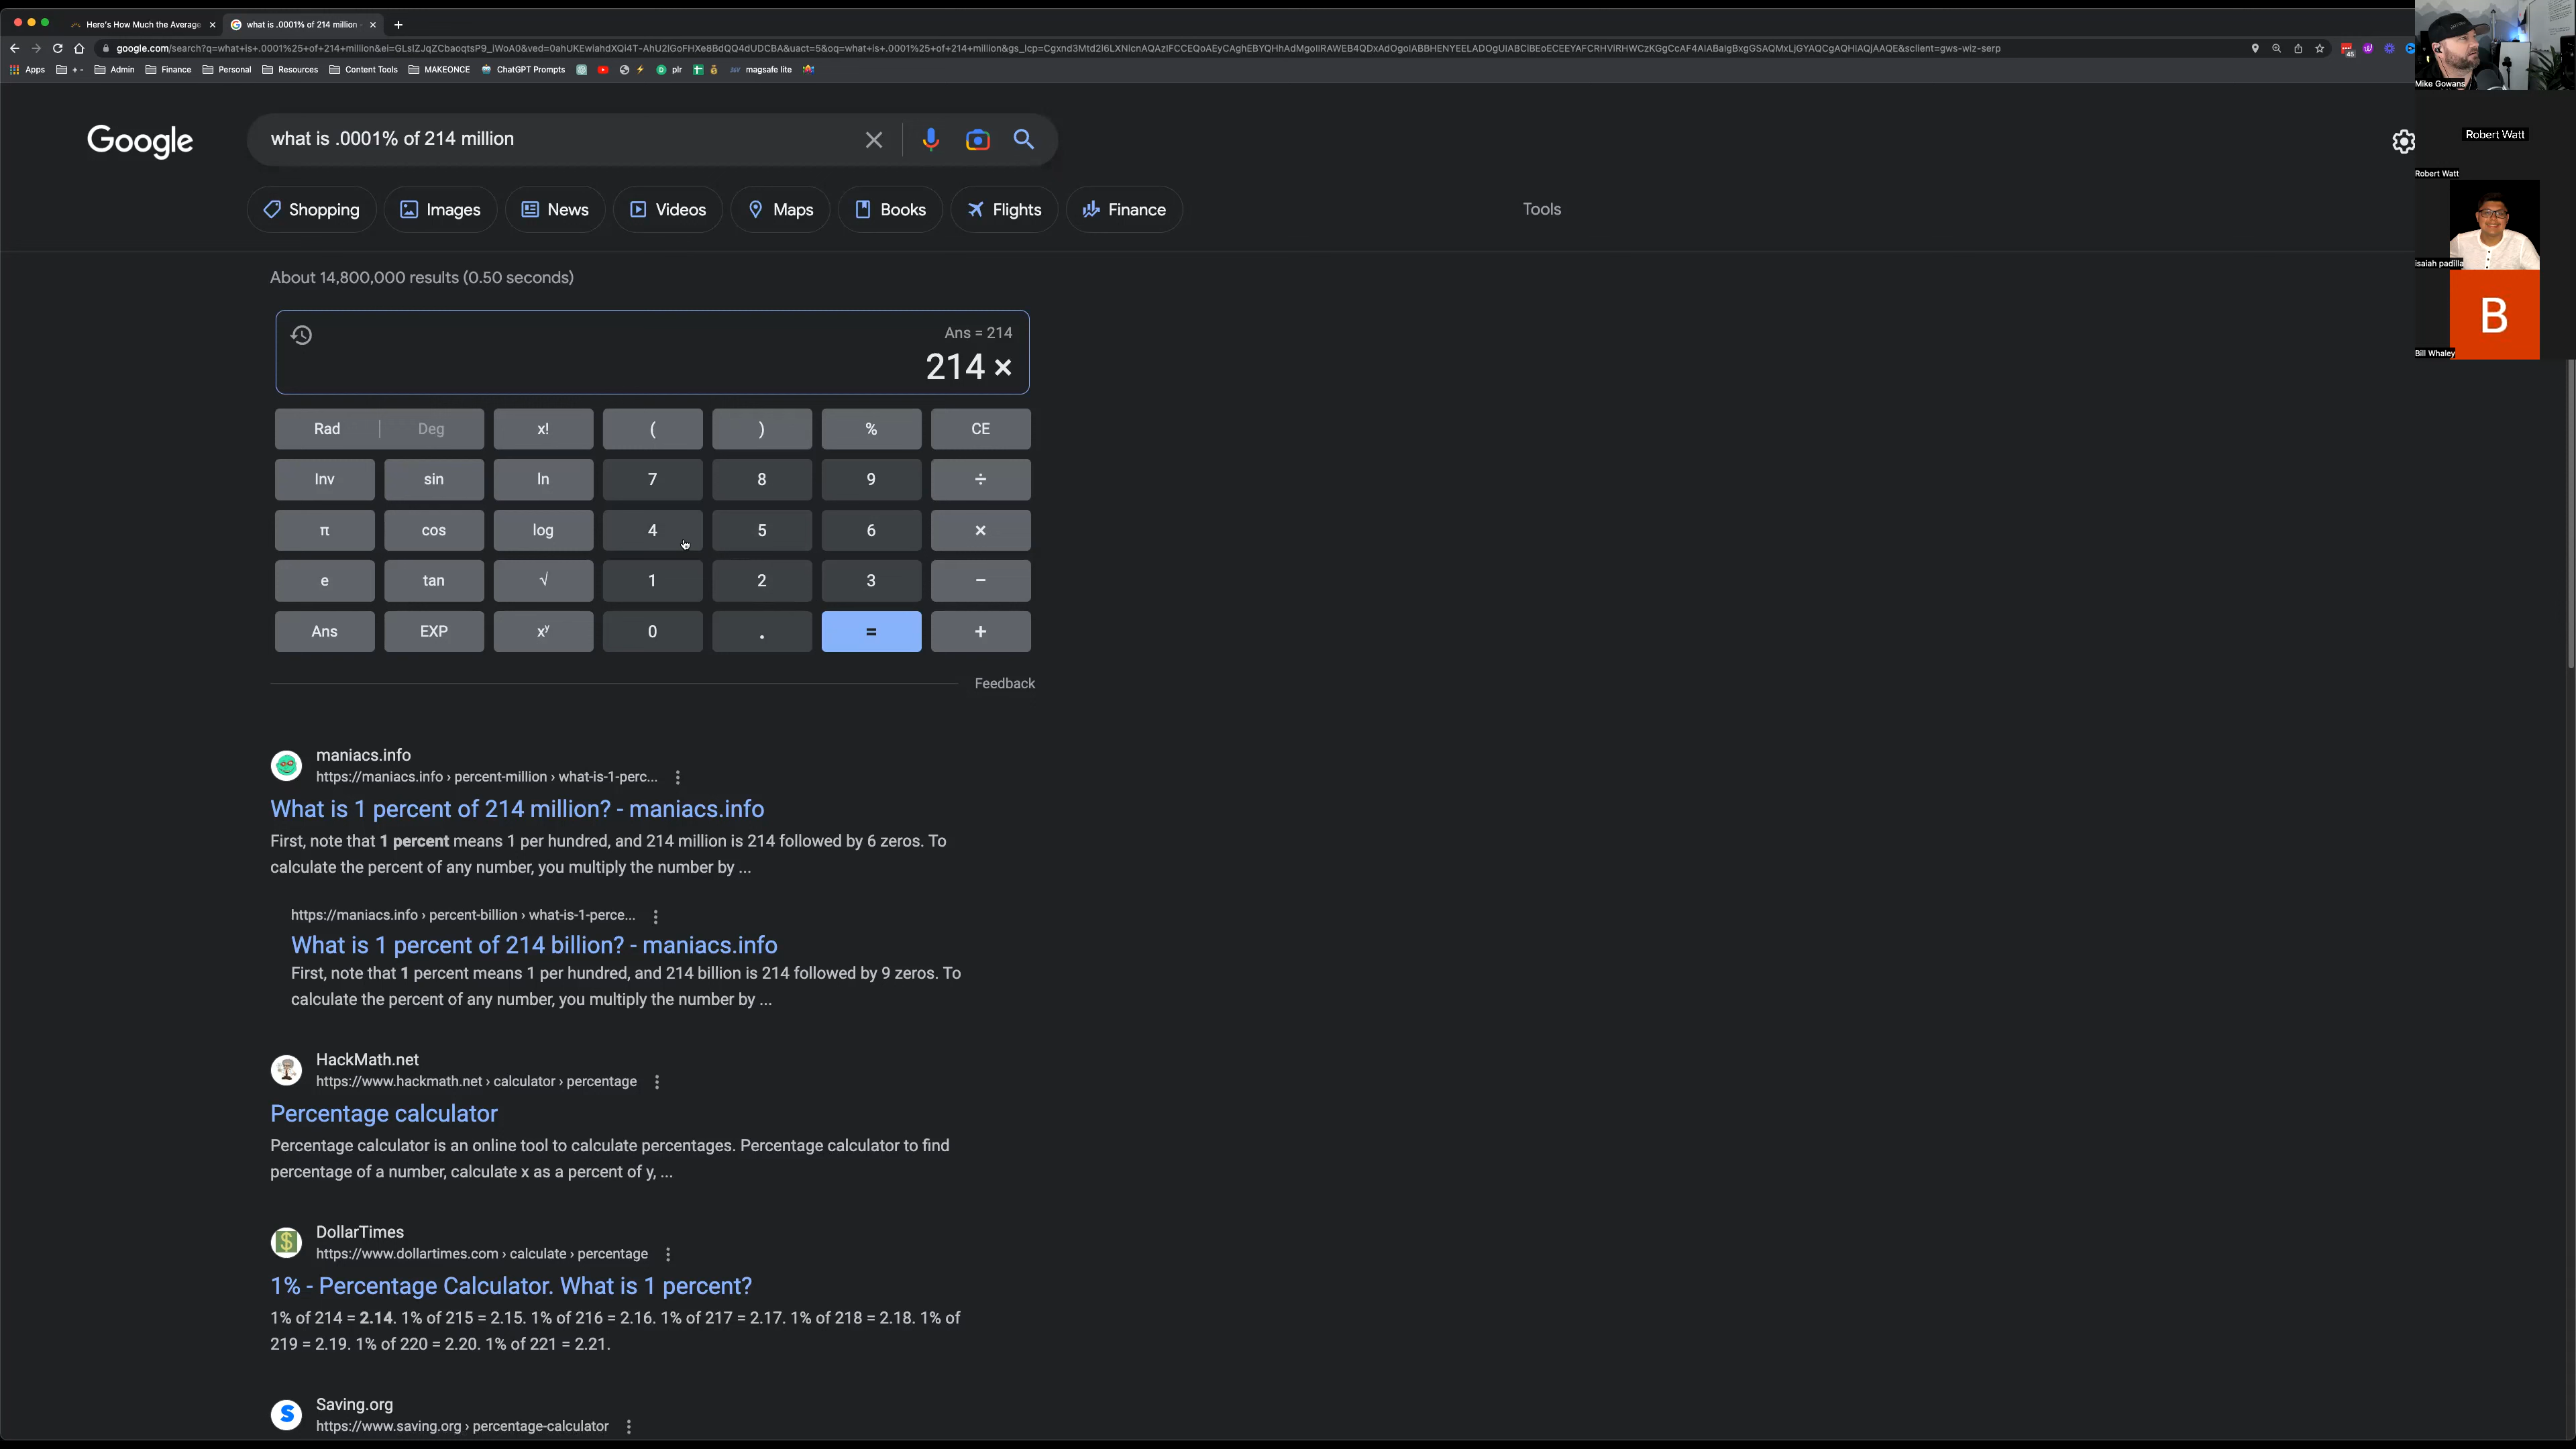 Here's How Much the Average
what is .0001% of 214 million
Apps
+ -
Admin
Finance
Personal
Resources
Content Tools
MAKEONCE
ChatGPT Prompts
plr
magsafe lite
Mike Gowans
Robert Watt
Robert Watt
isaiah padilla
B
Bill Whaley
Google
what is .0001% of 214 million
Shopping
Images
News
Videos
Maps
Books
Flights
Finance
Tools
About 14,800,000 results (0.50 seconds)
Ans = 214
214 ×
Rad | Deg x! ( ) % CE
Inv sin ln 7 8 9 ÷
π cos log 4 5 6 ×
e tan √ 1 2 3 −
Ans EXP xʸ 0 . = +
Feedback
maniacs.info
https://maniacs.info › percent-million › what-is-1-perc...
What is 1 percent of 214 million? - maniacs.info
First, note that 1 percent means 1 per hundred, and 214 million is 214 followed by 6 zeros. To
calculate the percent of any number, you multiply the number by ...
https://maniacs.info › percent-billion › what-is-1-perce...
What is 1 percent of 214 billion? - maniacs.info
First, note that 1 percent means 1 per hundred, and 214 billion is 214 followed by 9 zeros. To
calculate the percent of any number, you multiply the number by ...
HackMath.net
https://www.hackmath.net › calculator › percentage
Percentage calculator
Percentage calculator is an online tool to calculate percentages. Percentage calculator to find
percentage of a number, calculate x as a percent of y, ...
DollarTimes
https://www.dollartimes.com › calculate › percentage
1% - Percentage Calculator. What is 1 percent?
1% of 214 = 2.14. 1% of 215 = 2.15. 1% of 216 = 2.16. 1% of 217 = 2.17. 1% of 218 = 2.18. 1% of
219 = 2.19. 1% of 220 = 2.20. 1% of 221 = 2.21.
Saving.org
https://www.saving.org › percentage-calculator